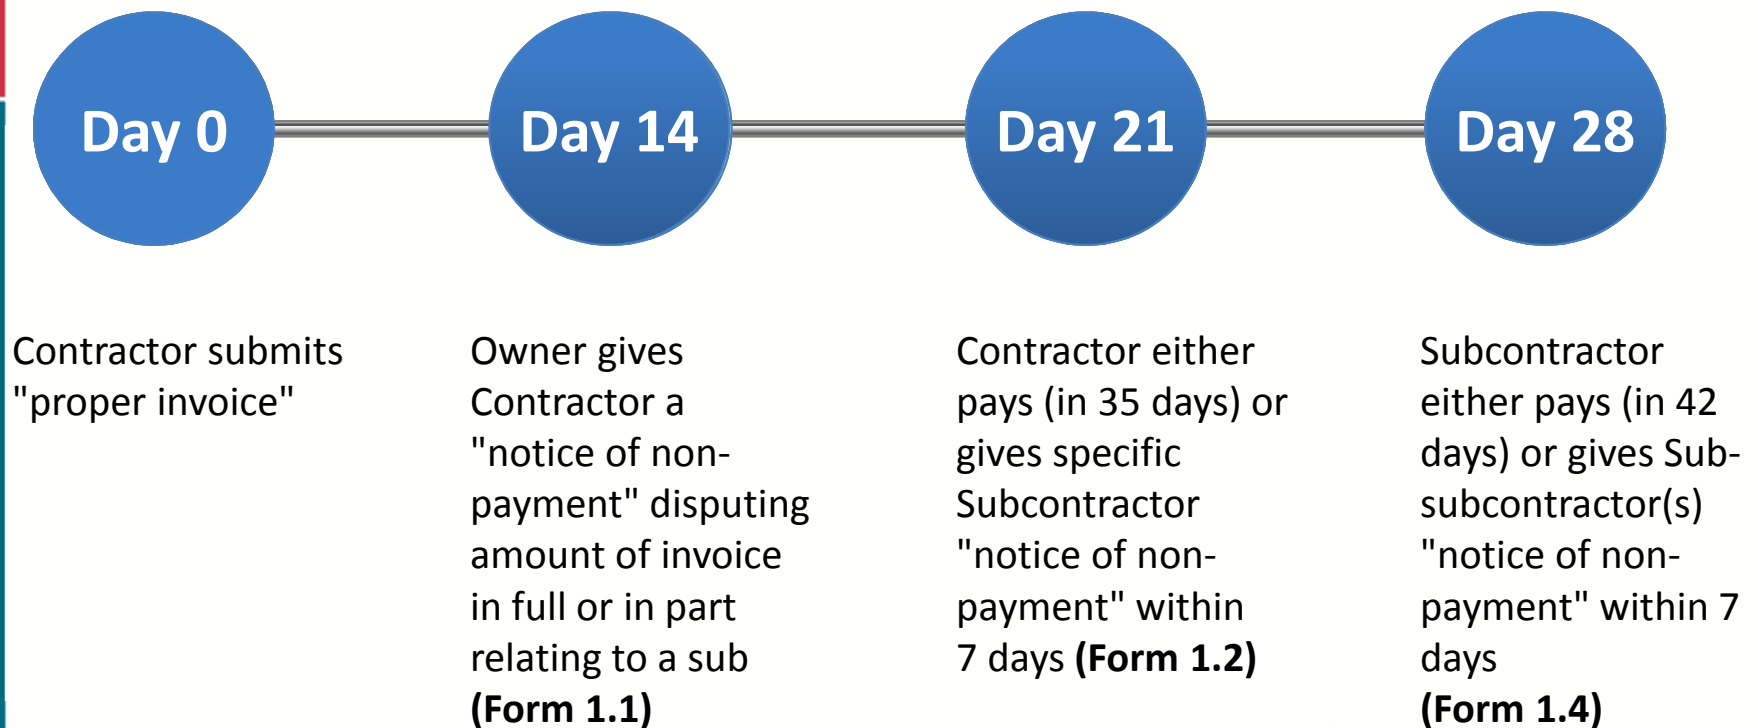 Day 0
Day 14
Day 21
Day 28
Contractor submits
"proper invoice"
Owner gives
Contractor a
"notice of non-
payment" disputing
amount of invoice
in full or in part
relating to a sub
(Form 1.1)
Contractor either
pays (in 35 days) or
gives specific
Subcontractor
"notice of non-
payment" within
7 days (Form 1.2)
Subcontractor
either pays (in 42
days) or gives Sub-
subcontractor(s)
"notice of non-
payment" within 7
days
(Form 1.4)